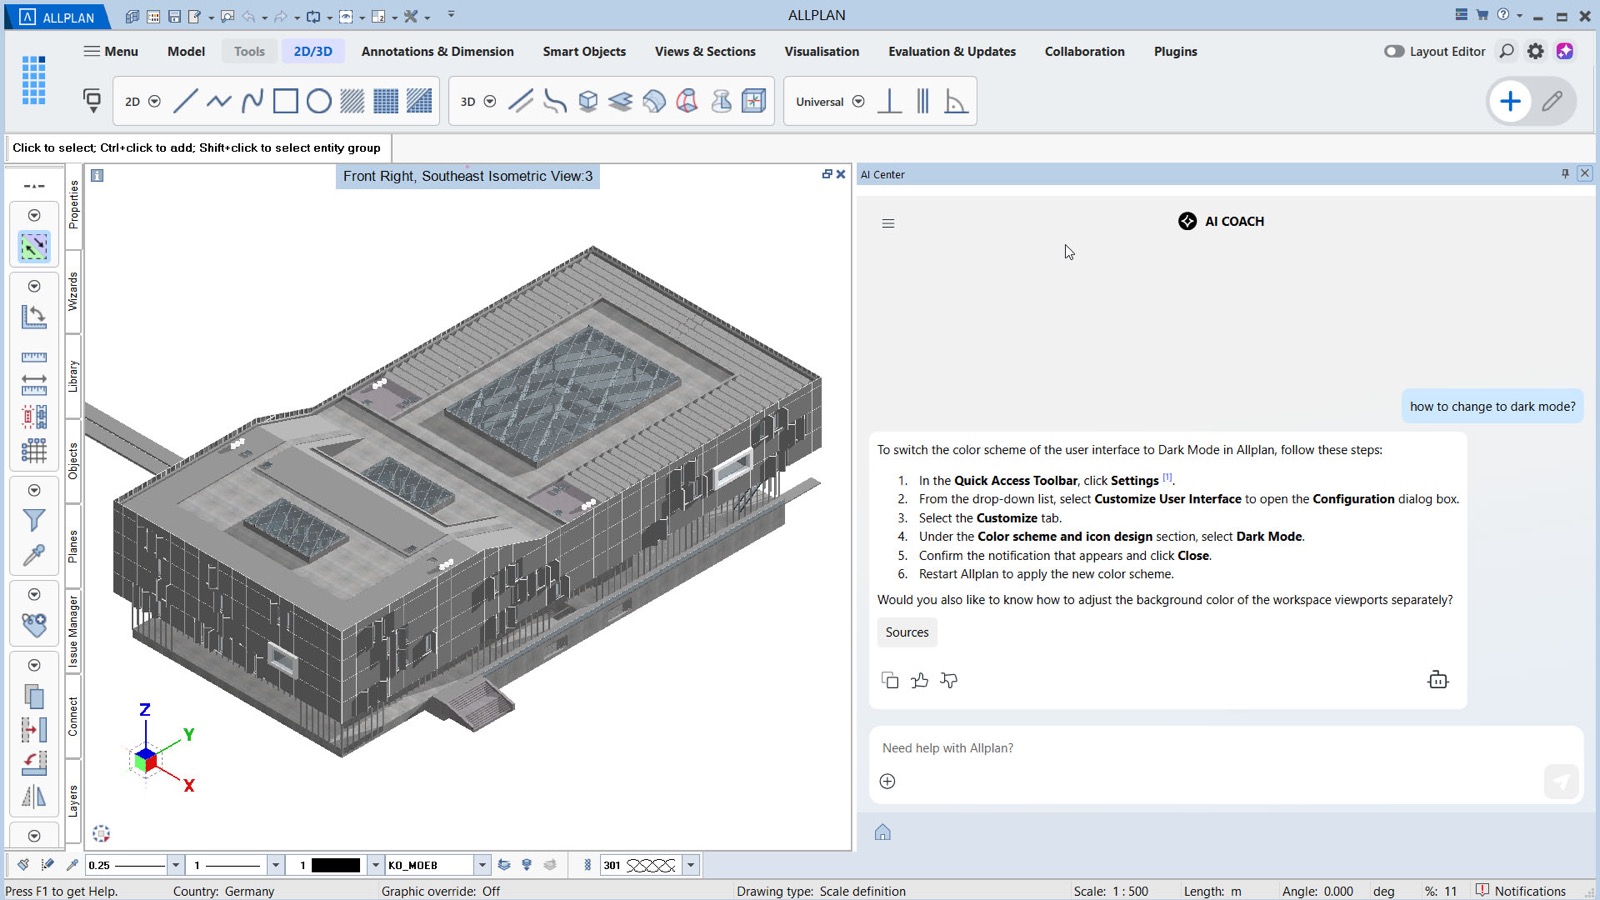 ALLPLAN
ALLPLAN
Menu
Model
Tools
2D/3D
Annotations & Dimension
Smart Objects
Views & Sections
Visualisation
Evaluation & Updates
Collaboration
Plugins
Layout Editor
2D
3D
Universal
Click to select; Ctrl+click to add; Shift+click to select entity group
Properties
Wizards
Library
Objects
Planes
Issue Manager
Connect
Layers
Front Right, Southeast Isometric View:3
Z
Y
X
AI Center
AI COACH
how to change to dark mode?
To switch the color scheme of the user interface to Dark Mode in Allplan, follow these steps:
1. In the Quick Access Toolbar, click Settings [1].
2. From the drop-down list, select Customize User Interface to open the Configuration dialog box.
3. Select the Customize tab.
4. Under the Color scheme and icon design section, select Dark Mode.
5. Confirm the notification that appears and click Close.
6. Restart Allplan to apply the new color scheme.
Would you also like to know how to adjust the background color of the workspace viewports separately?
Sources
Need help with Allplan?
0.25
1
1
KO_MOEB
301
Press F1 to get Help.
Country: Germany
Graphic override: Off
Drawing type: Scale definition
Scale: 1 : 500
Length: m
Angle: 0.000
deg
%: 11
Notifications